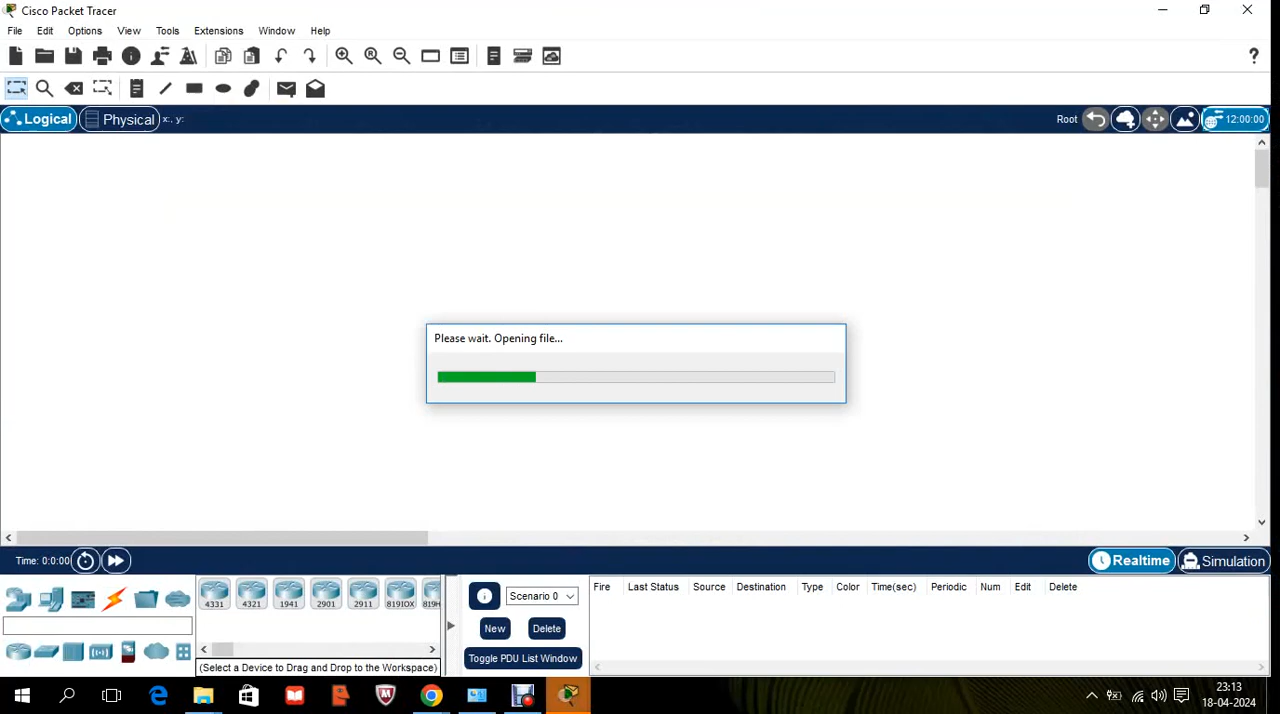 Cisco Packet Tracer
File Edit Options View Tools Extensions Window Help
?
Logical Physical x:, y: Root 12:00:00
Please wait. Opening file...
Time: 0:0:00 Realtime Simulation
4331 4321 1941 2901 2911 819IOX
Scenario 0
Fire Last Status Source Destination Type Color Time(sec) Periodic Num Edit Delete
New Delete
Toggle PDU List Window
(Select a Device to Drag and Drop to the Workspace)
23:13
18-04-2024